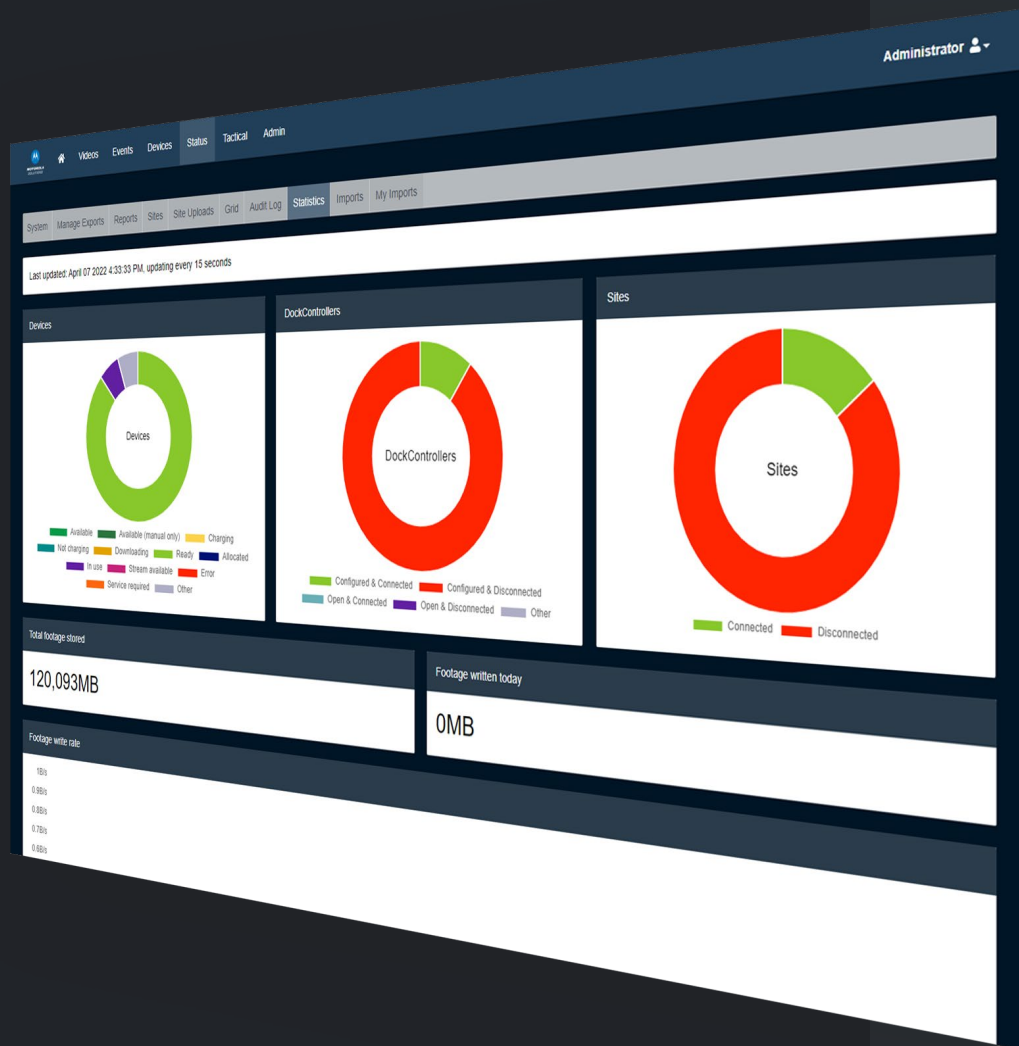 Administrator
Videos Events Devices Status Tactical Admin
System Manage Exports Reports Sites Site Uploads Grid Audit Log Statistics Imports My Imports
Last updated: April 07 2022 4:33:33 PM, updating every 15 seconds
Devices
Devices
Available Available (manual only) Charging
Not charging Downloading Ready Allocated
In use Stream available Error
Service required Other
DockControllers
DockControllers
Configured & Connected Configured & Disconnected
Open & Connected Open & Disconnected Other
Sites
Sites
Connected Disconnected
Total footage stored
120,093MB
Footage written today
0MB
Footage write rate
1B/s
0.9B/s
0.8B/s
0.7B/s
0.6B/s